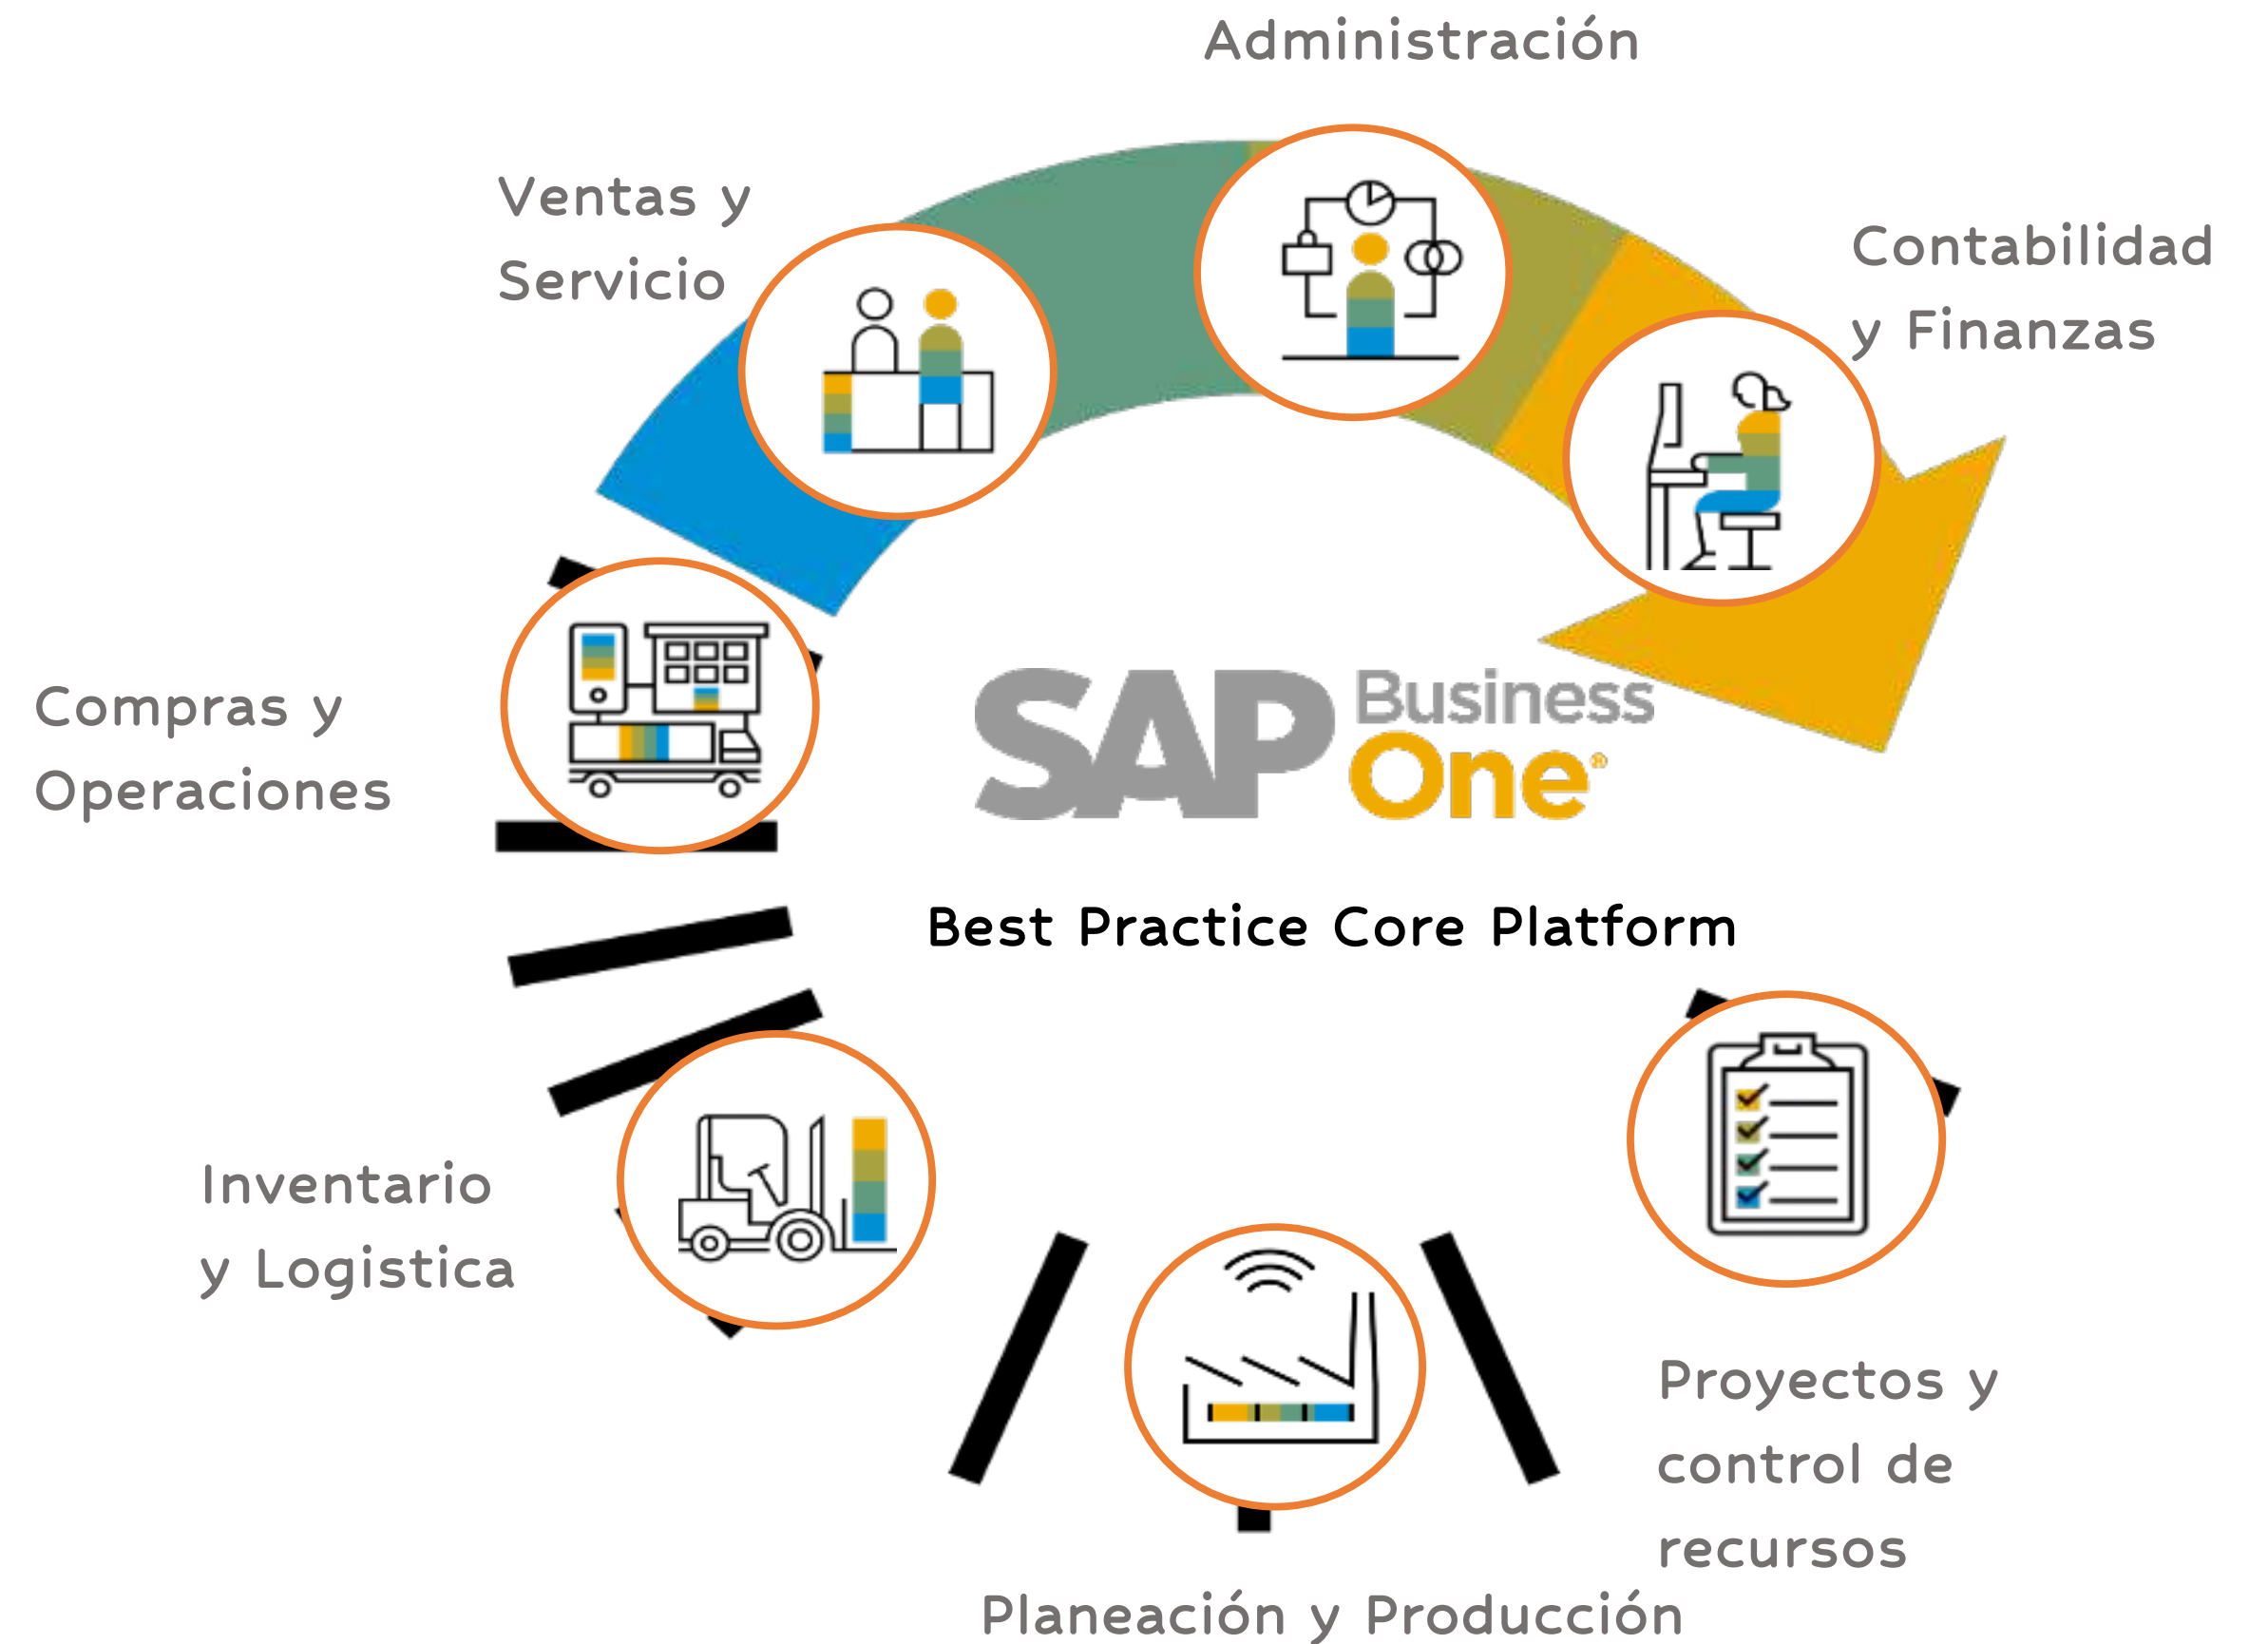 Administración
Ventas y
Servicio
Contabilidad
y Finanzas
Compras y
Operaciones
SAP Business
One®
Best Practice Core Platform
Inventario
y Logistica
Proyectos y
control de
recursos
Planeación y Producción